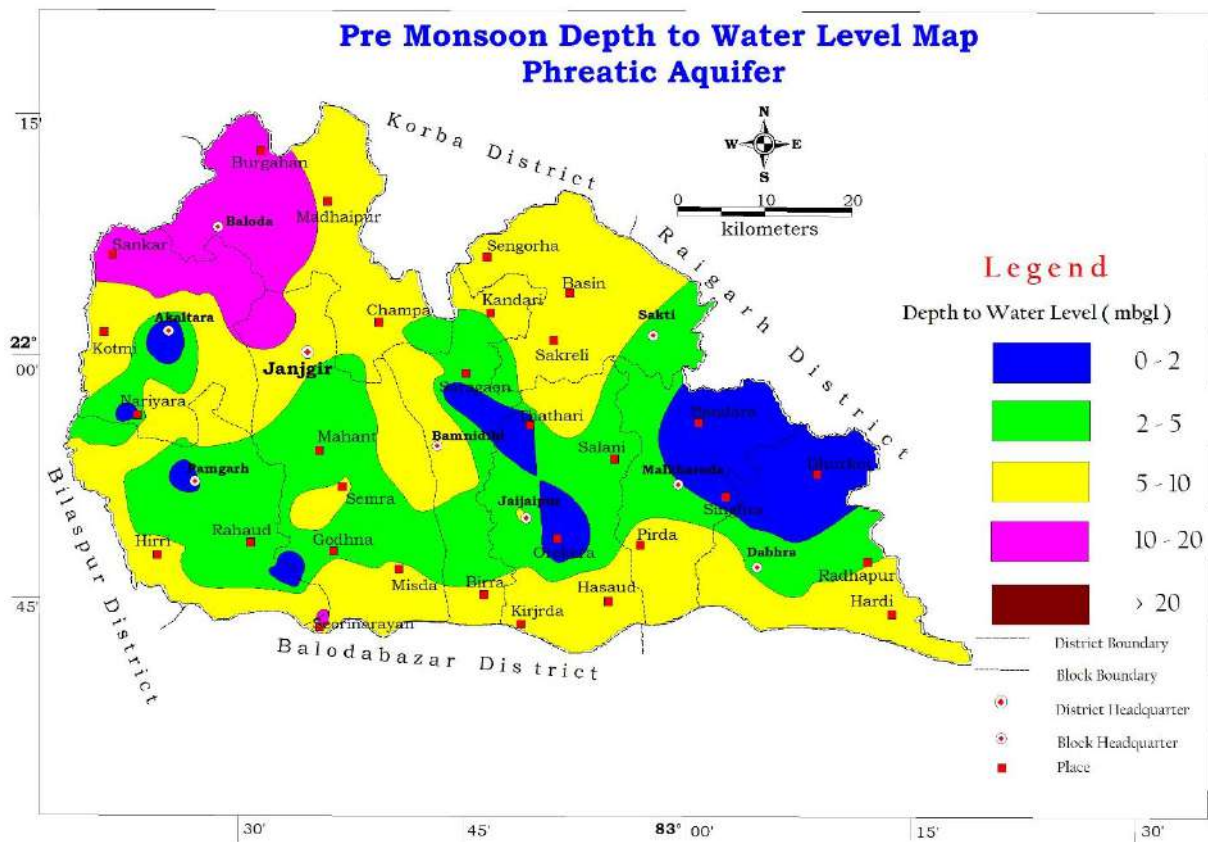 Pre Monsoon Depth to Water Level Map
Phreatic Aquifer
15'
Korba District
N
W E
S
0 10 20
kilometers
Burgahan
Madhaipur
Baloda
Sankar
Raigarh District
Sengorha
Basin
Kandari
Champa
Akaltara
Kotmi
Sakti
22°
00'
Janjgir
Sakreli
Nariyara
Mahant
Bamnidihi
Salani
Malkharoda
Pamgarh
Semra
Jaijaipur
Hirri
Rahaud
Godhna
Pirda
Dabhra
Radhapur
Misda
Birra
Hasaud
Hardi
45'
Kirjrda
Seorinarayan
Bilaspur District
Balodabazar District
Legend
Depth to Water Level ( mbgl )
0 - 2
2 - 5
5 - 10
10 - 20
> 20
District Boundary
Block Boundary
District Headquarter
Block Headquarter
Place
30' 45' 83° 00' 15' 30'